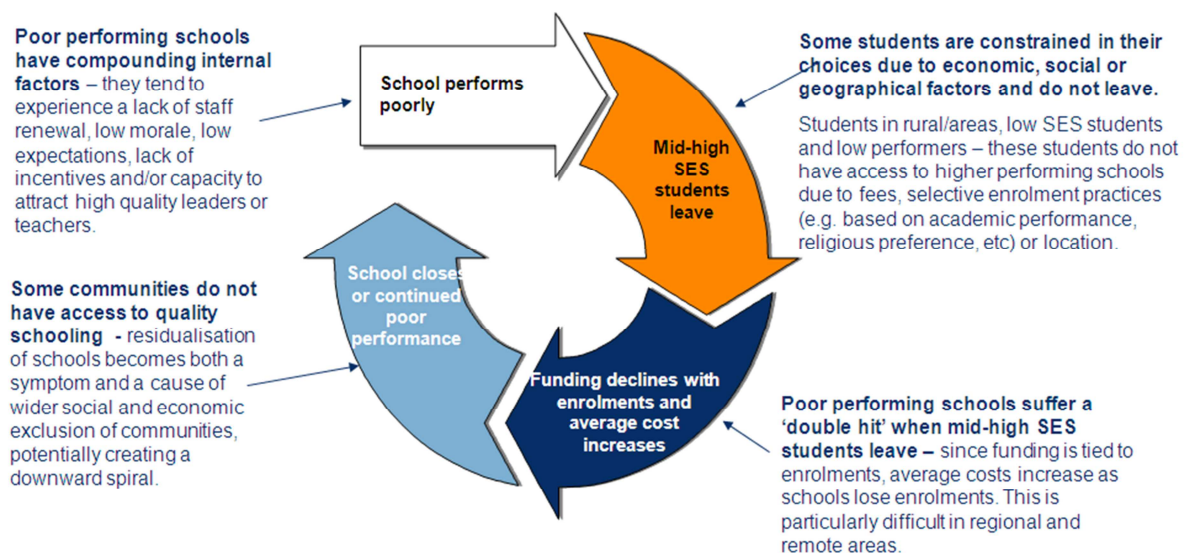 Poor performing schools
have compounding internal
factors – they tend to
experience a lack of staff
renewal, low morale, low
expectations, lack of
incentives and/or capacity to
attract high quality leaders or
teachers.
School performs
poorly
Some students are constrained in their
choices due to economic, social or
geographical factors and do not leave.
Students in rural/areas, low SES students
and low performers – these students do not
have access to higher performing schools
due to fees, selective enrolment practices
(e.g. based on academic performance,
religious preference, etc) or location.
Mid-high
SES
students
leave
Some communities do not
have access to quality
schooling - residualisation
of schools becomes both a
symptom and a cause of
wider social and economic
exclusion of communities,
potentially creating a
downward spiral.
School closes
or continued
poor
performance
Funding declines with
enrolments and
average cost
increases
Poor performing schools suffer a
‘double hit’ when mid-high SES
students leave – since funding is tied to
enrolments, average costs increase as
schools lose enrolments. This is
particularly difficult in regional and
remote areas.